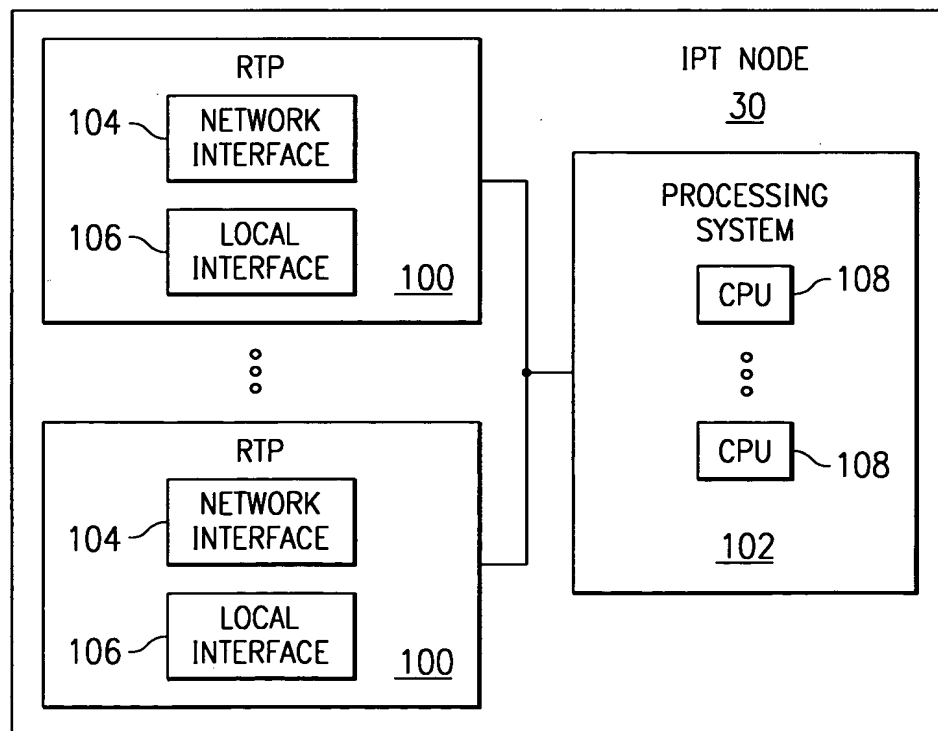 RTP
104
NETWORK
INTERFACE
106
LOCAL
INTERFACE
100
RTP
104
NETWORK
INTERFACE
106
LOCAL
INTERFACE
100
IPT NODE
30
PROCESSING
SYSTEM
CPU
108
CPU
108
102